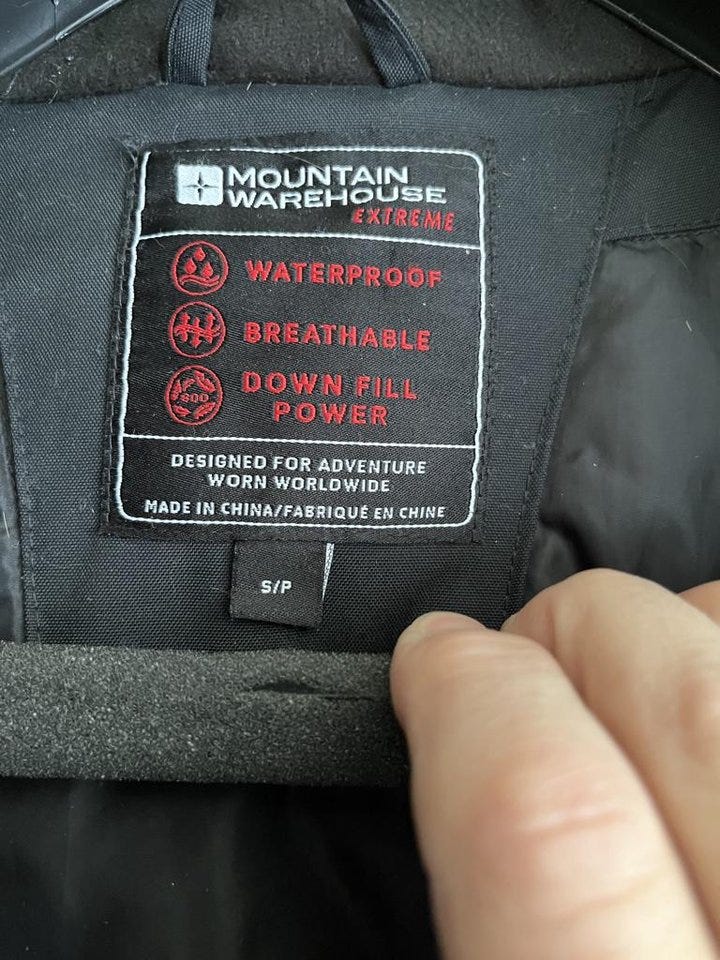 MOUNTAIN
WAREHOUSE
EXTREME
WATERPROOF
BREATHABLE
800
DOWN FILL
POWER
DESIGNED FOR ADVENTURE
WORN WORLDWIDE
MADE IN CHINA/FABRIQUÉ EN CHINE
S/P